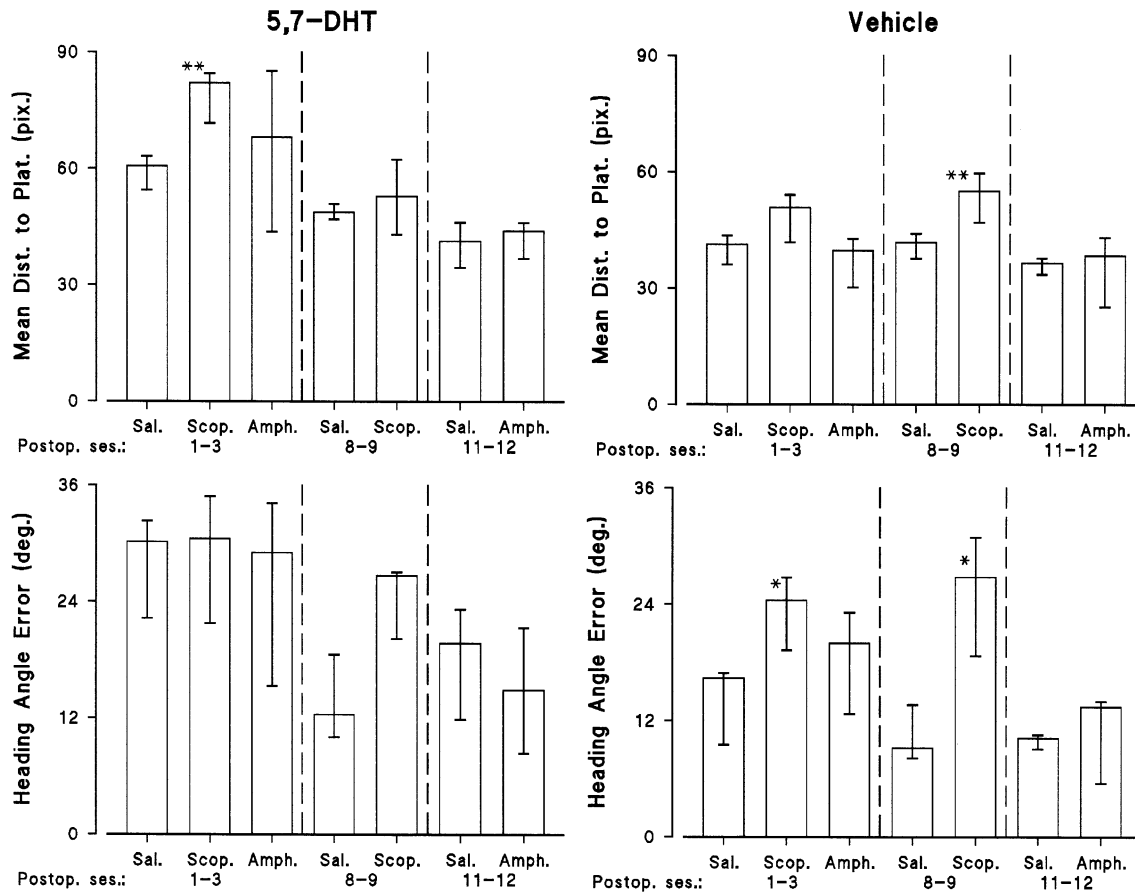 5,7-DHT
Mean Dist. to Plat. (pix.)
90
60
30
0
**
Sal. Scop. Amph. Sal. Scop. Sal. Amph.
Postop. ses.: 1-3 8-9 11-12
Vehicle
Mean Dist. to Plat. (pix.)
90
60
30
0
**
Sal. Scop. Amph. Sal. Scop. Sal. Amph.
Postop. ses.: 1-3 8-9 11-12
Heading Angle Error (deg.)
36
24
12
0
Sal. Scop. Amph. Sal. Scop. Sal. Amph.
Postop. ses.: 1-3 8-9 11-12
Heading Angle Error (deg.)
36
24
12
0
*
*
Sal. Scop. Amph. Sal. Scop. Sal. Amph.
Postop. ses.: 1-3 8-9 11-12